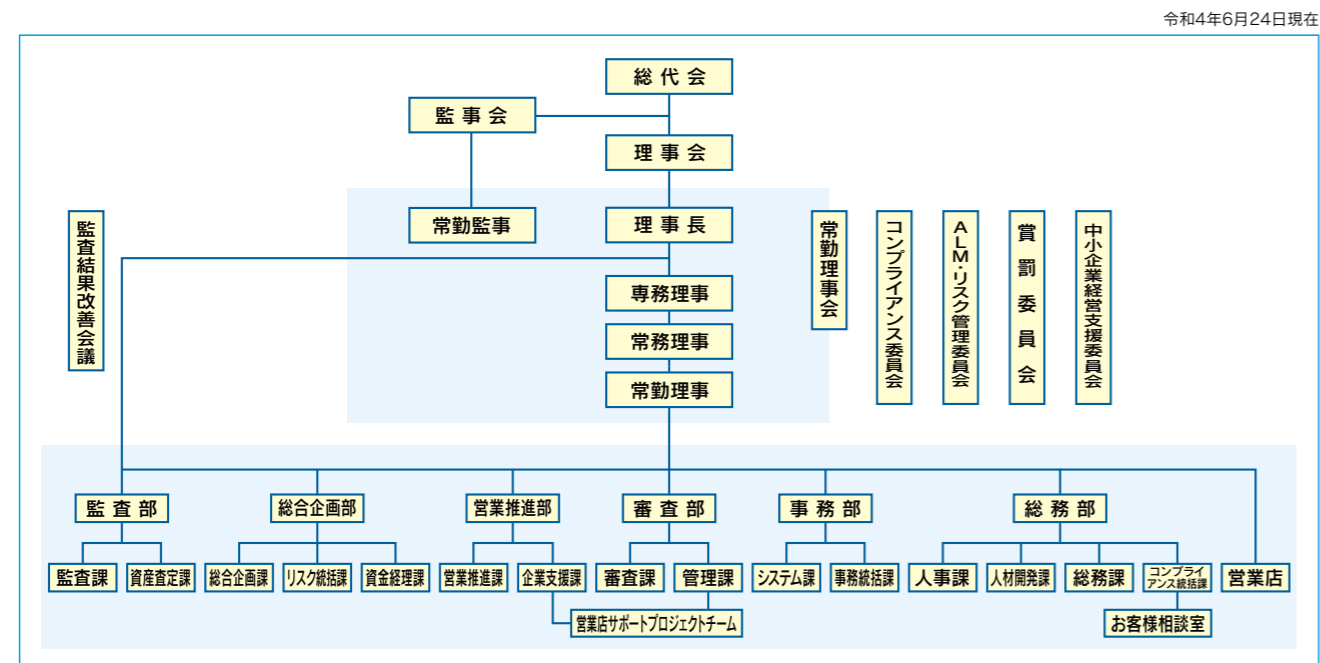 令和4年6月24日現在
総代会
監事会
理事会
常勤監事
理事長
専務理事
常務理事
常勤理事
監査結果改善会議
常勤理事会
コンプライアンス委員会
ALM・リスク管理委員会
賞罰委員会
中小企業経営支援委員会
監査部
総合企画部
営業推進部
審査部
事務部
総務部
監査課
資産査定課
総合企画課
リスク統括課
資金経理課
営業推進課
企業支援課
審査課
管理課
システム課
事務統括課
人事課
人材開発課
総務課
コンプライ
アンス統括課
営業店
営業店サポートプロジェクトチーム
お客様相談室